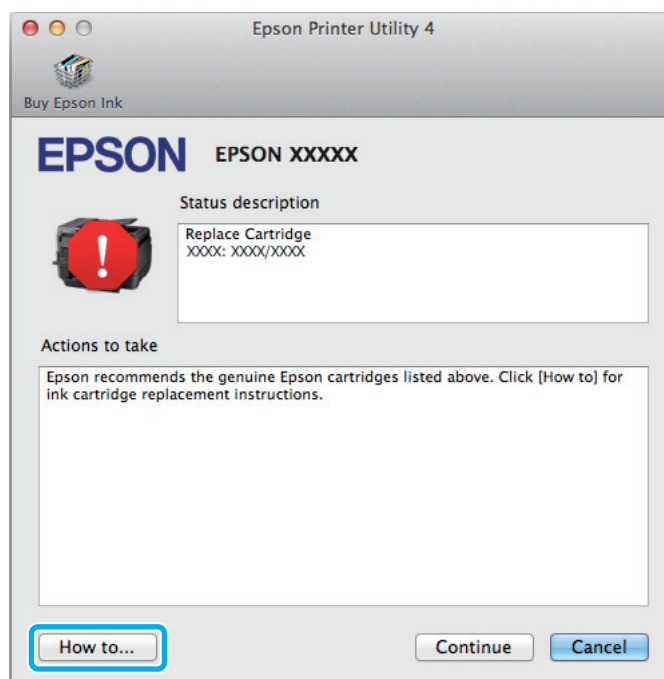 Epson Printer Utility 4
Buy Epson Ink
EPSON
EPSON XXXXX
Status description
Replace Cartridge
XXXX: XXXX/XXXX
Actions to take
Epson recommends the genuine Epson cartridges listed above. Click [How to] for
ink cartridge replacement instructions.
How to...
Continue
Cancel